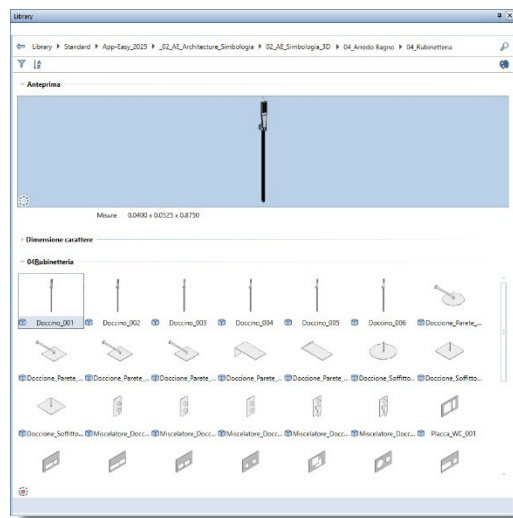 Library
Library Standard App-Easy_2025 _02_AE_Architecture_Simbologia 02_AE_Simbologia_3D 04_Arredo Bagno 04_Rubinetteria
Anteprima
Misure 0.0400 x 0.0525 x 0.8750
Dimensione carattere
04Rubinetteria
Doccino_001 Doccino_002 Doccino_003 Doccino_004 Doccino_005 Doccino_006 Doccione_Parete_...
Doccione_Parete_... Doccione_Parete_... Doccione_Parete_... Doccione_Parete_... Doccione_Parete_... Doccione_Soffitto... Doccione_Soffitto...
Doccione_Soffitto... Miscelatore_Docc... Miscelatore_Docc... Miscelatore_Docc... Miscelatore_Docc... Miscelatore_Docc... Placca_WC_001